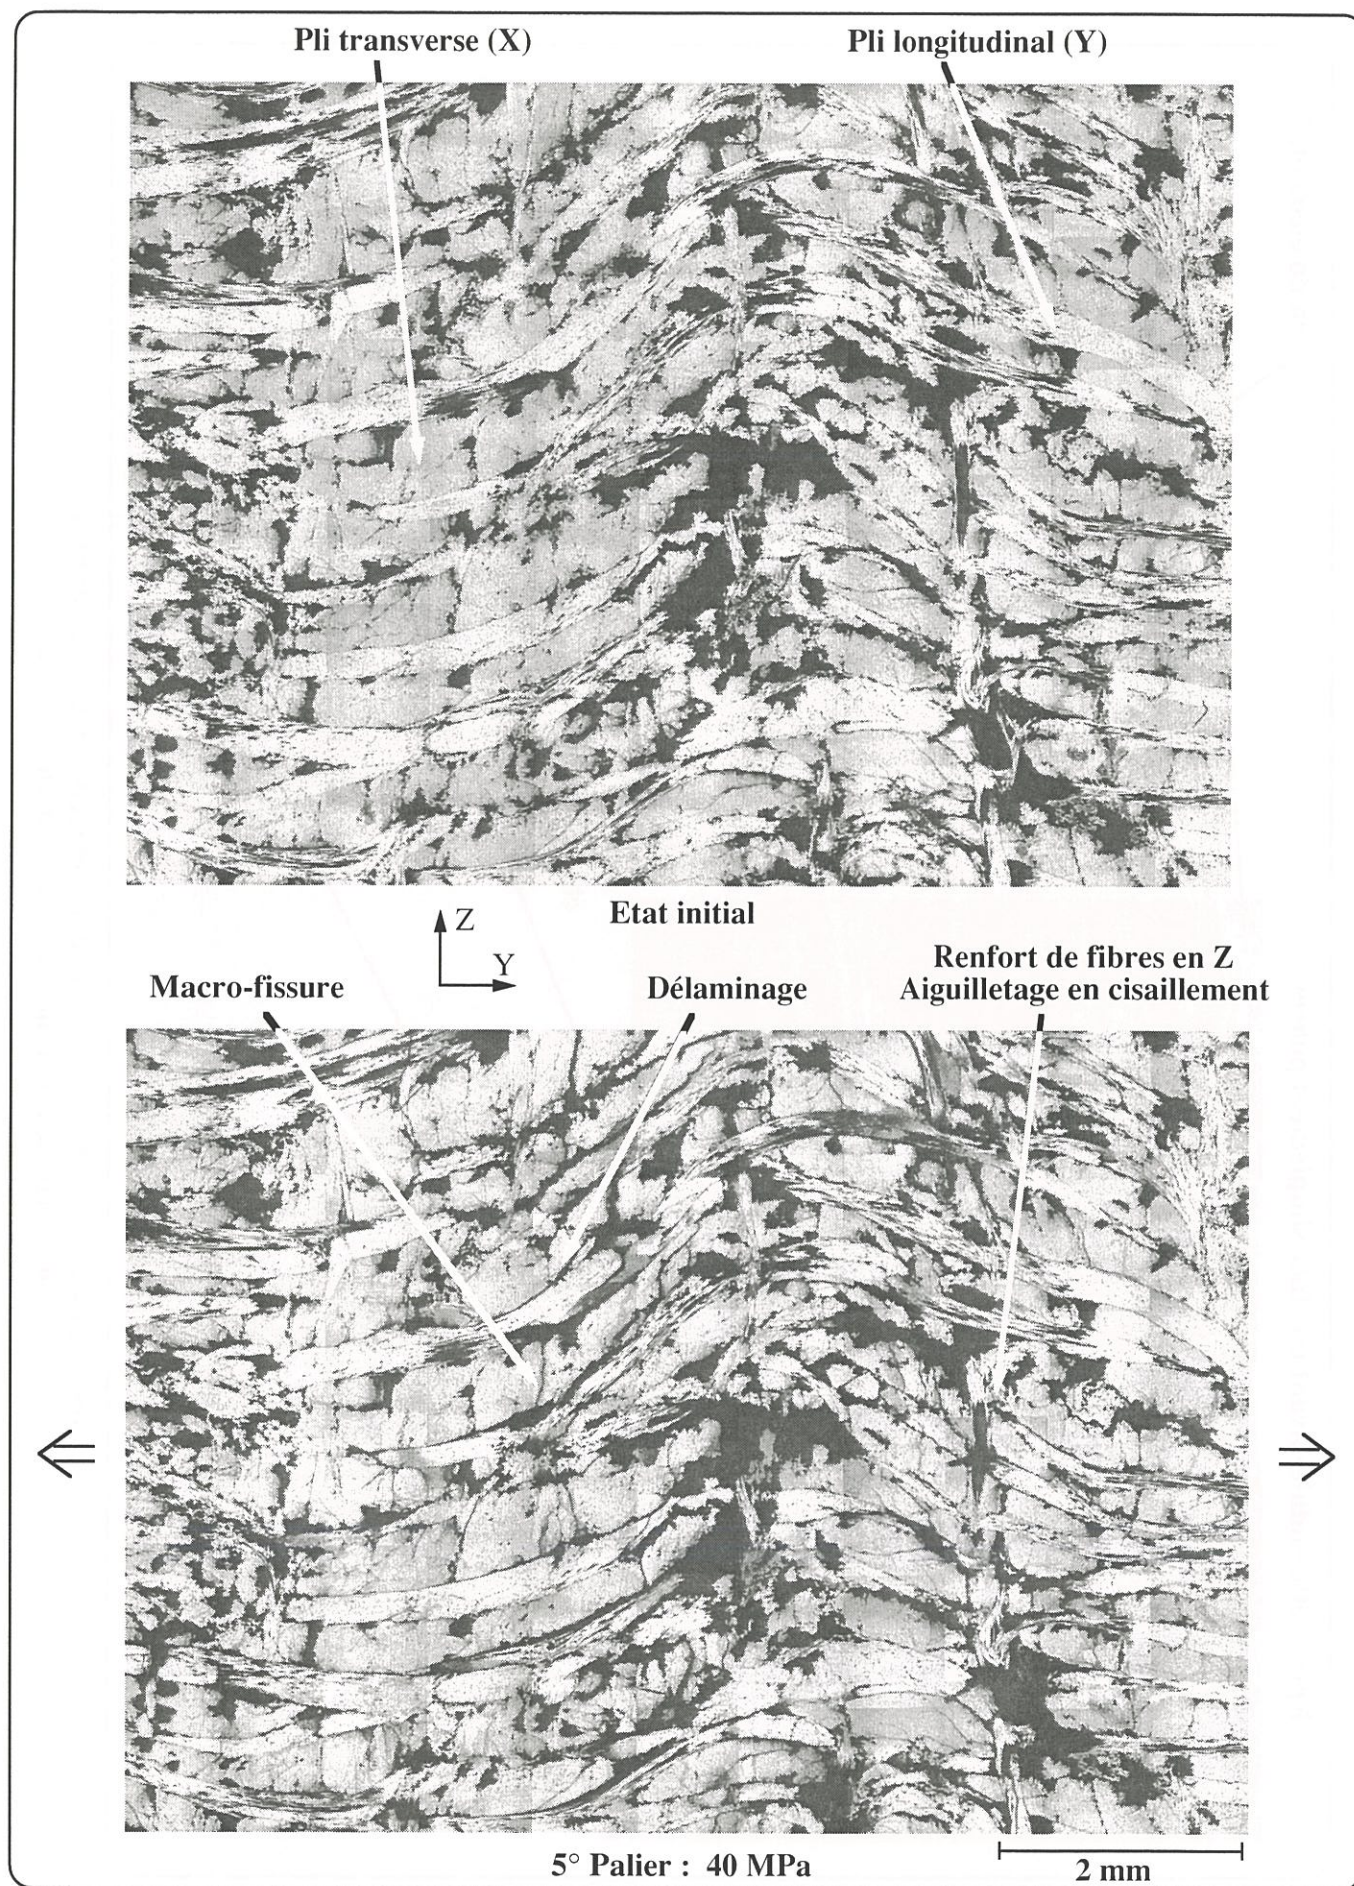 Pli transverse (X)
Pli longitudinal (Y)
Etat initial
Z
Y
Renfort de fibres en Z
Macro-fissure
Délaminage
Aiguilletage en cisaillement
5° Palier : 40 MPa
2 mm